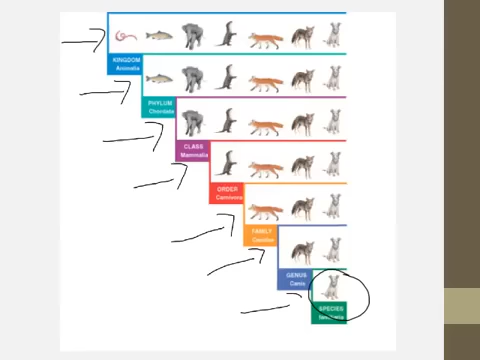 KINGDOM
Animalia
PHYLUM
Chordata
CLASS
Mammalia
ORDER
Carnivora
FAMILY
Canidae
GENUS
Canis
SPECIES